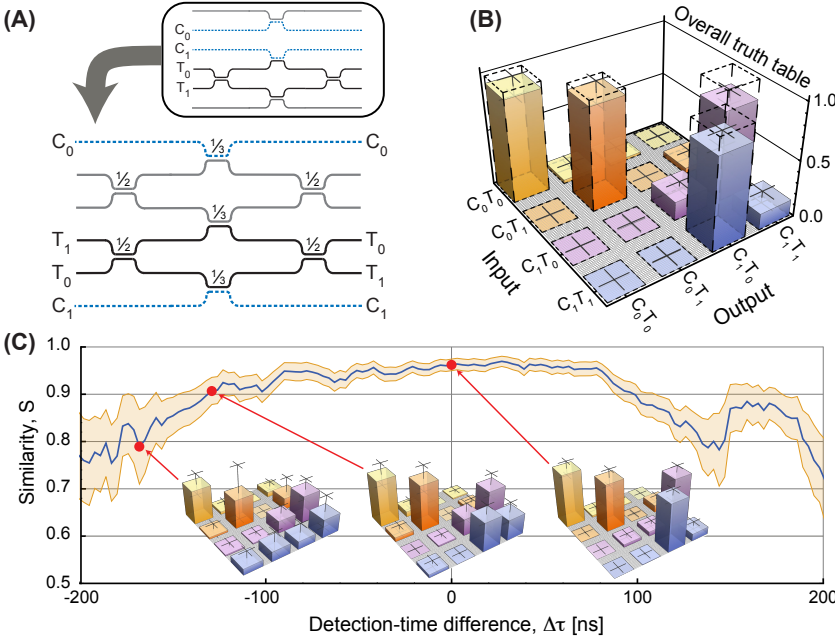 (A)
C₀
C₁
T₀
T₁
C₀ ⅓ C₀
½ ½
⅓
T₁ ½ ½ T₀
T₀ T₁
⅓
C₁ C₁
(B)
Overall truth table
1.0
0.5
0.0
C₀T₀
C₀T₁
C₁T₀
C₁T₁
Input
C₀T₀
C₀T₁
C₁T₀
C₁T₁
Output
(C)
1.0
0.9
0.8
0.7
0.6
0.5
Similarity, S
-200 -100 0 100 200
Detection-time difference, Δτ [ns]